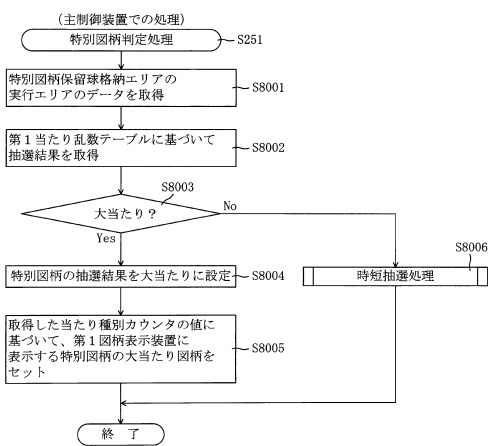 (主制御装置での処理)
特別図柄判定処理
S251
特別図柄保留球格納エリアの
実行エリアのデータを取得
S8001
第1当たり乱数テーブルに基づいて
抽選結果を取得
S8002
S8003
大当たり?
No
Yes
特別図柄の抽選結果を大当たりに設定
S8004
S8006
時短抽選処理
取得した当たり種別カウンタの値に
基づいて、第1図柄表示装置に
表示する特別図柄の大当たり図柄を
セット
S8005
終 了